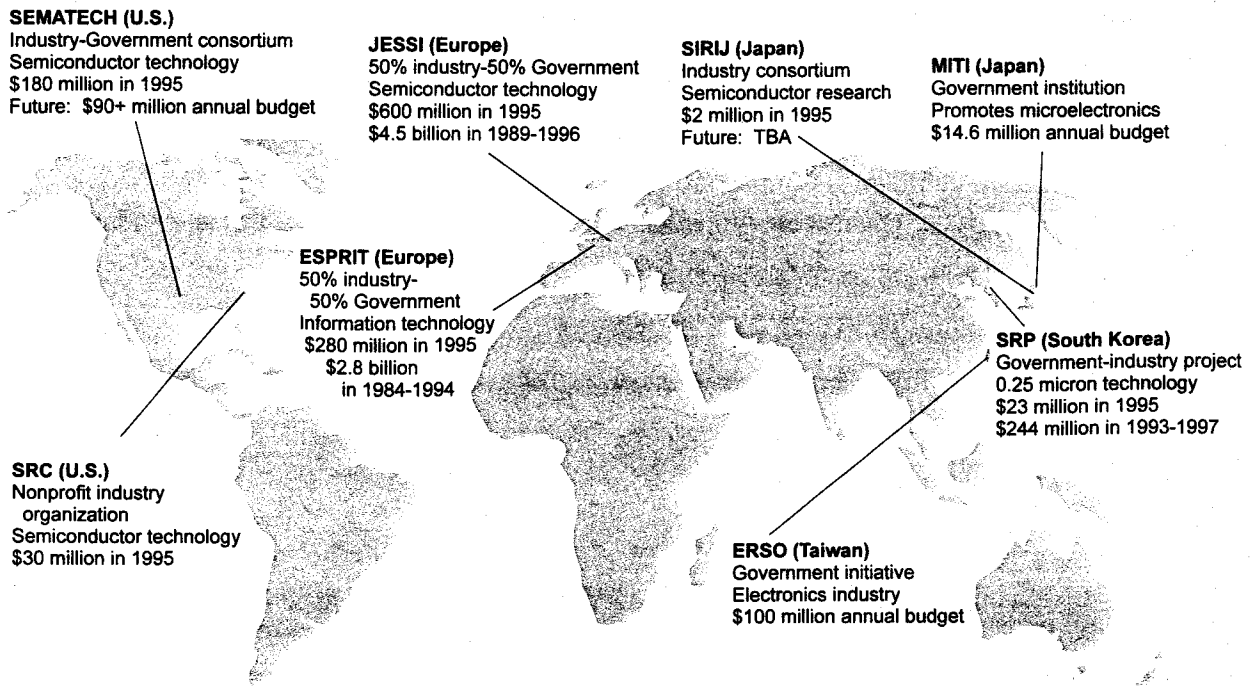 SEMATECH (U.S.)
Industry-Government consortium
Semiconductor technology
$180 million in 1995
Future: $90+ million annual budget
JESSI (Europe)
50% industry-50% Government
Semiconductor technology
$600 million in 1995
$4.5 billion in 1989-1996
SIRIJ (Japan)
Industry consortium
Semiconductor research
$2 million in 1995
Future: TBA
MITI (Japan)
Government institution
Promotes microelectronics
$14.6 million annual budget
ESPRIT (Europe)
50% industry-
50% Government
Information technology
$280 million in 1995
$2.8 billion
in 1984-1994
SRP (South Korea)
Government-industry project
0.25 micron technology
$23 million in 1995
$244 million in 1993-1997
SRC (U.S.)
Nonprofit industry
organization
Semiconductor technology
$30 million in 1995
ERSO (Taiwan)
Government initiative
Electronics industry
$100 million annual budget